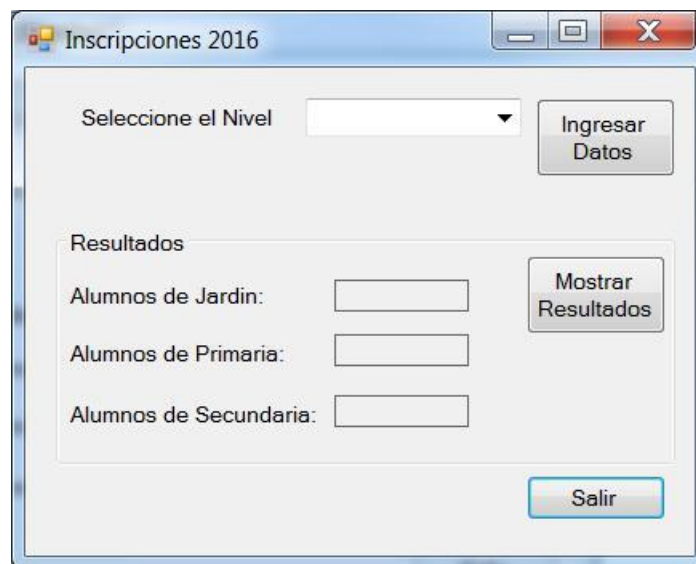 Inscripciones 2016
Seleccione el Nivel
Ingresar
Datos
Resultados
Alumnos de Jardin:
Mostrar
Resultados
Alumnos de Primaria:
Alumnos de Secundaria:
Salir